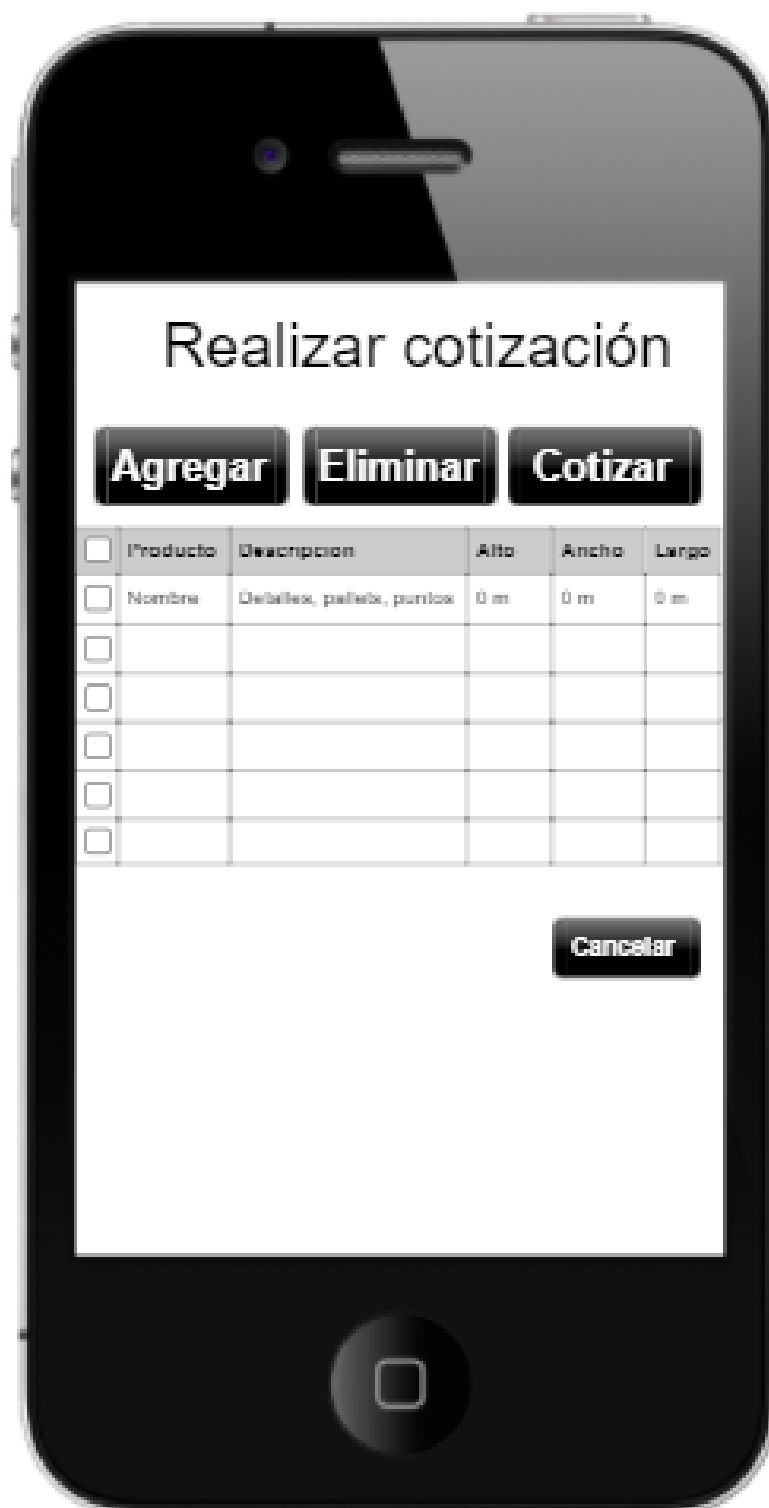 Realizar cotización
Agregar Eliminar Cotizar
Producto Descripcion Alto Ancho Largo
Nombre Detalles, pallets, puntos 0 m 0 m 0 m
Cancelar